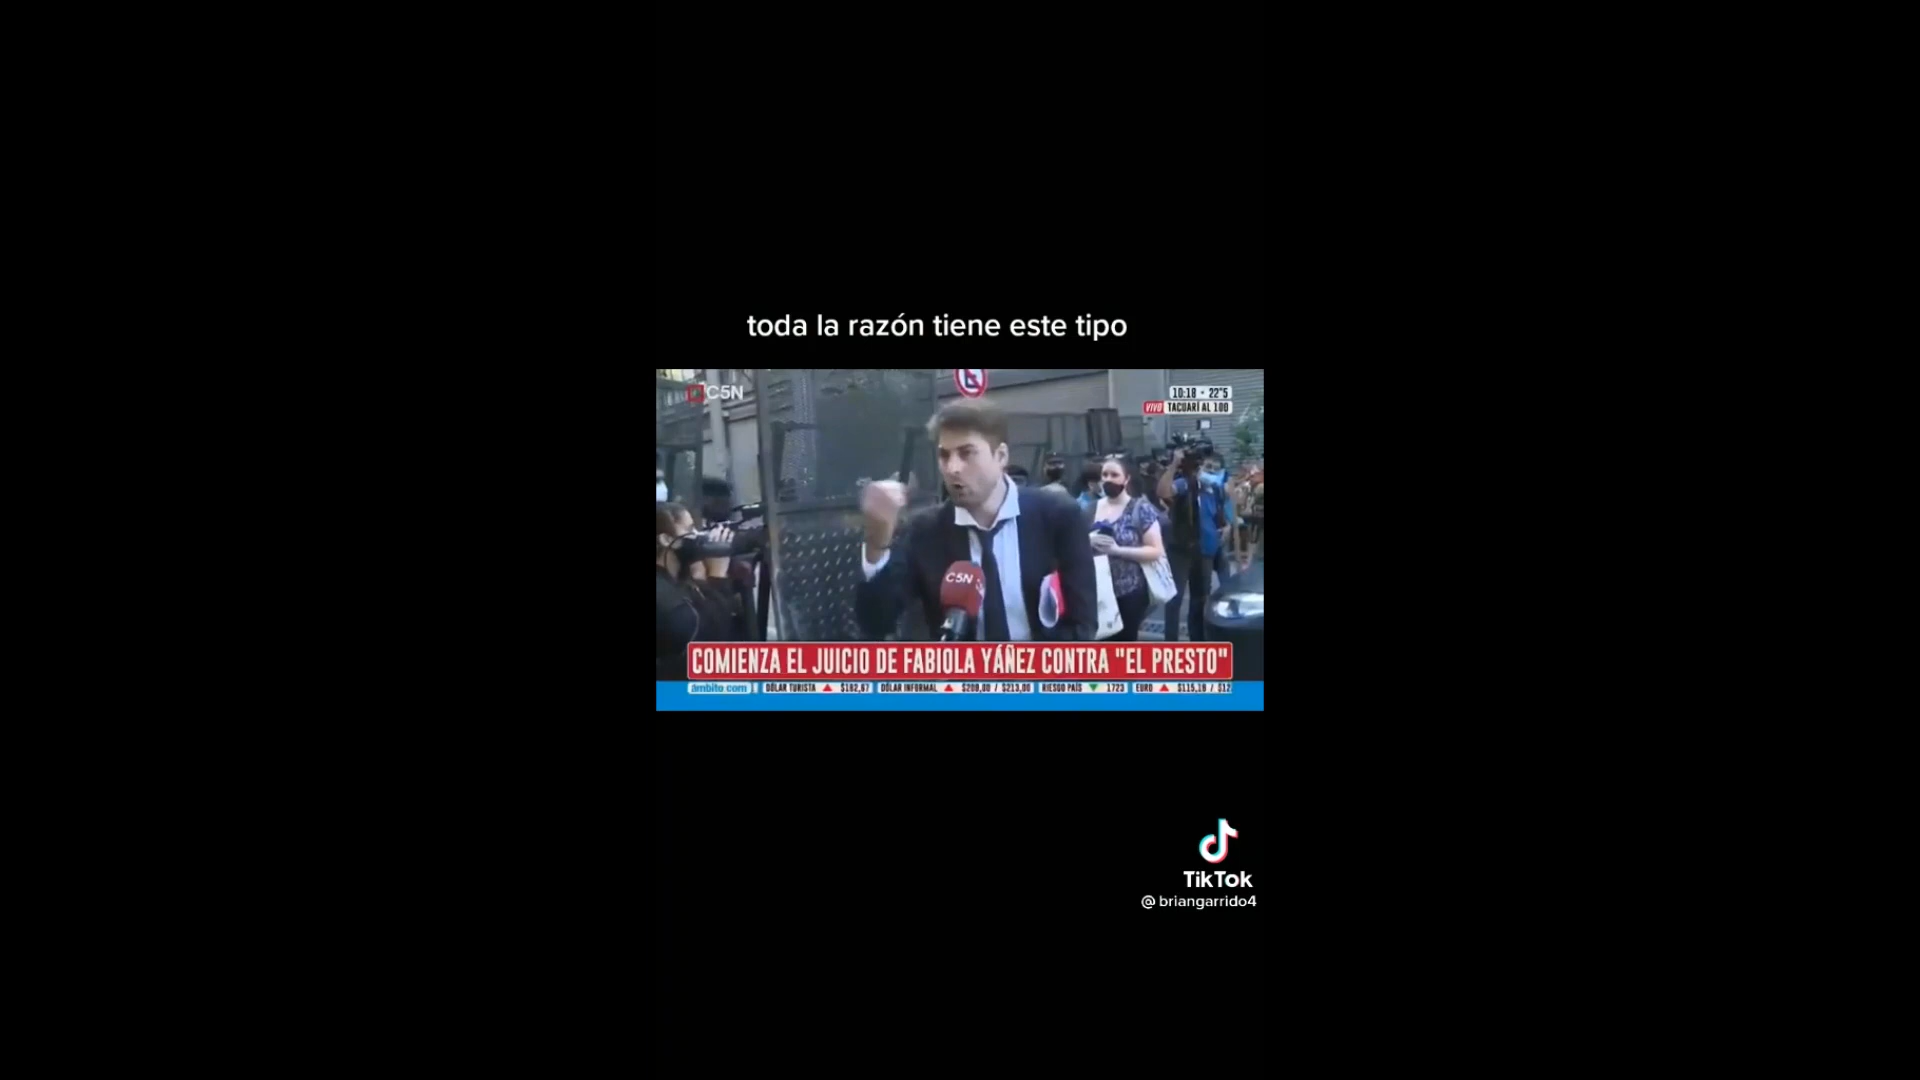 toda la razón tiene este tipo
C5N
10:18 - 22°5
VIVO TACUARÍ AL 100
C5N
COMIENZA EL JUICIO DE FABIOLA YÁÑEZ CONTRA "EL PRESTO"
ámbito.com DÓLAR TURISTA ▲ $182,67 DÓLAR INFORMAL ▲ $208,00 / $213,00 RIESGO PAÍS ▼ 1723 EURO ▲ $115,18 / $12
TikTok
@briangarrido4